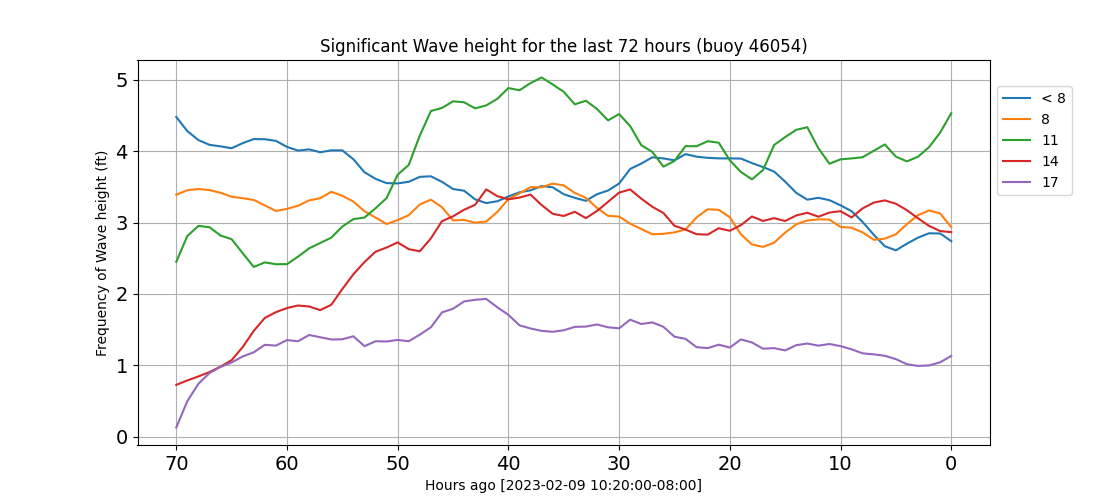 Significant Wave height for the last 72 hours (buoy 46054)
Frequency of Wave height (ft)
5
4
3
2
1
0
70 60 50 40 30 20 10 0
Hours ago [2023-02-09 10:20:00-08:00]
< 8
8
11
14
17